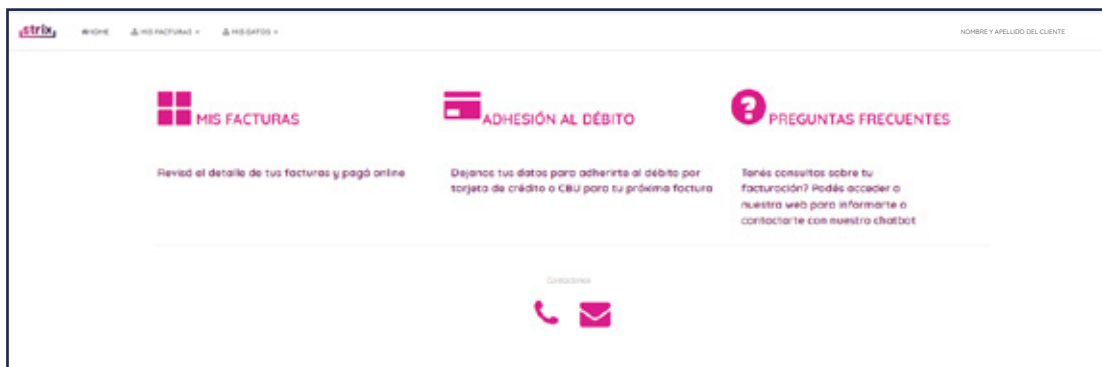 strix
HOME MIS FACTURAS MIS DATOS NOMBRE Y APELLIDO DEL CLIENTE
MIS FACTURAS
Revisá el detalle de tus facturas y pagá online
ADHESIÓN AL DÉBITO
Dejanos tus datos para adherirte al débito por
tarjeta de crédito o CBU para tu próxima factura
PREGUNTAS FRECUENTES
Tenés consultas sobre tu
facturación? Podés acceder a
nuestra web para informarte o
contactarte con nuestro chatbot
Contactanos